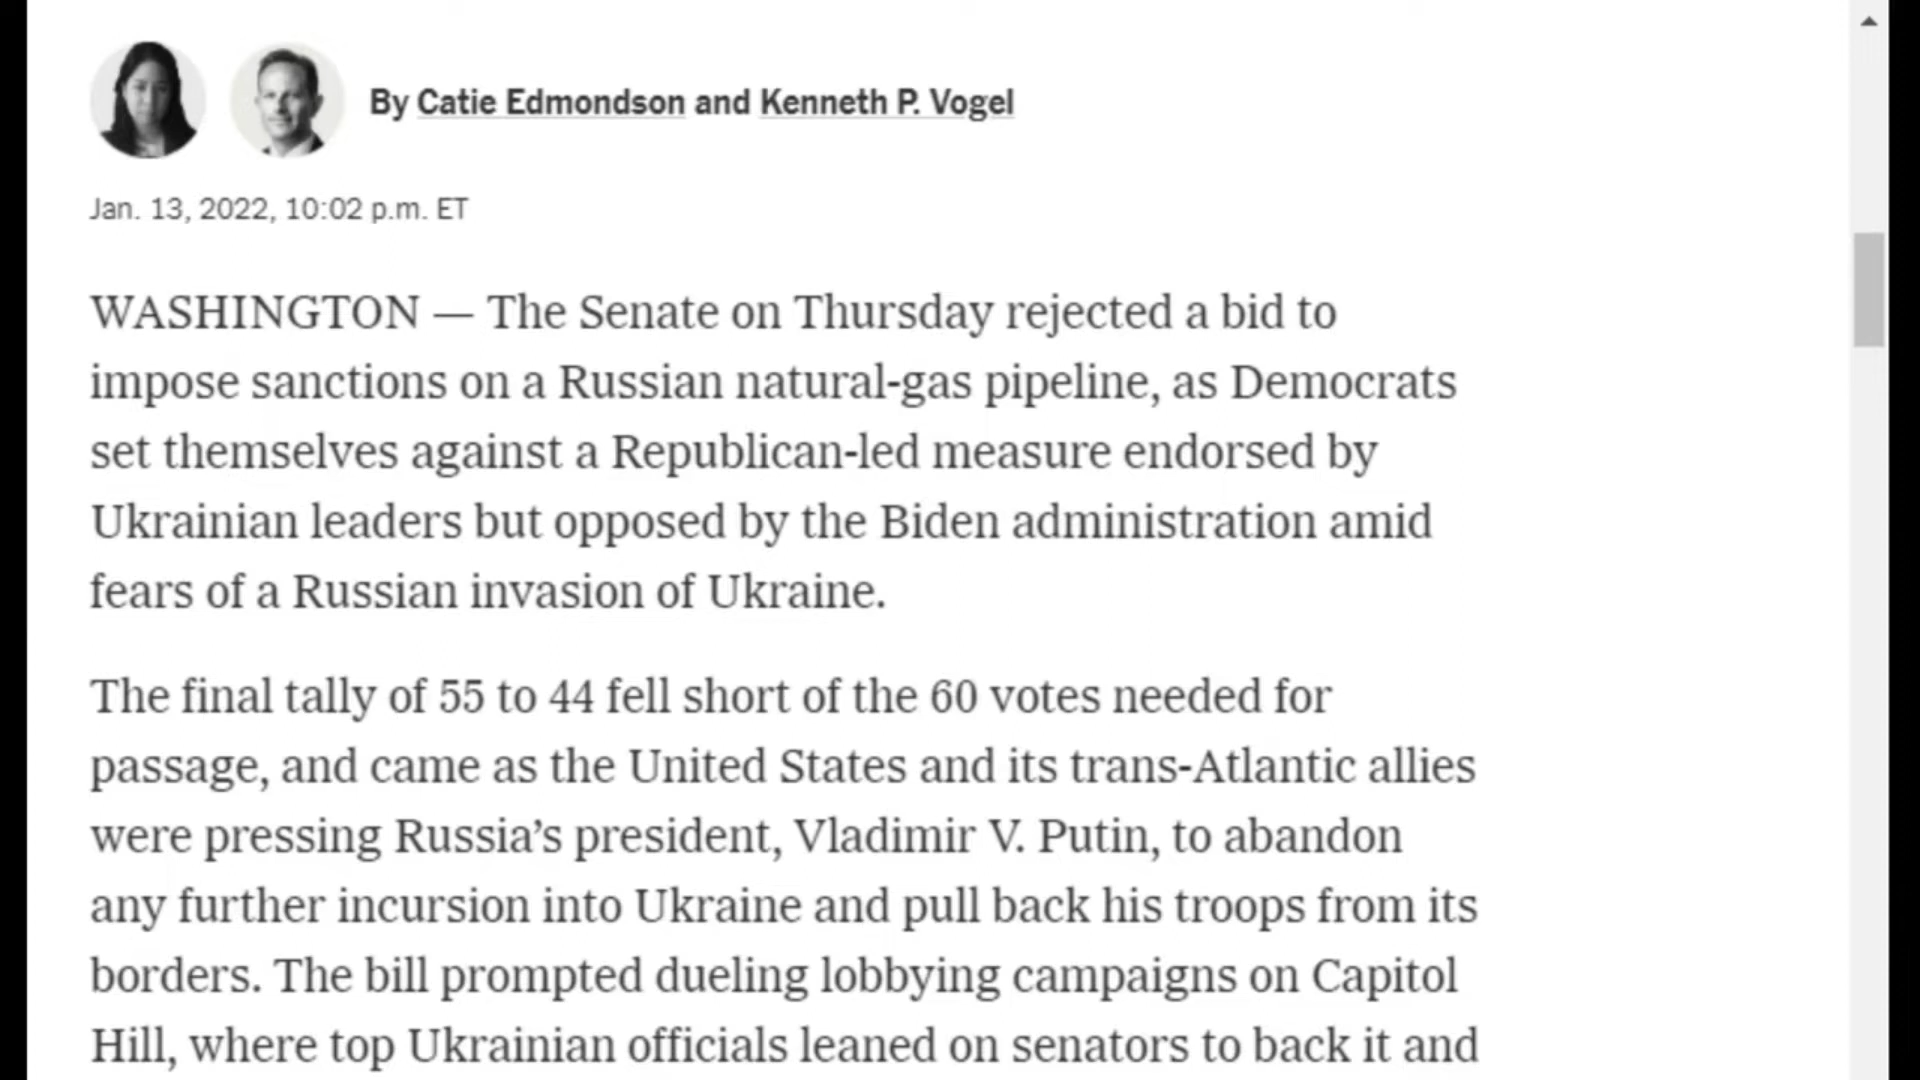 By Catie Edmondson and Kenneth P. Vogel
Jan. 13, 2022, 10:02 p.m. ET
WASHINGTON — The Senate on Thursday rejected a bid to
impose sanctions on a Russian natural-gas pipeline, as Democrats
set themselves against a Republican-led measure endorsed by
Ukrainian leaders but opposed by the Biden administration amid
fears of a Russian invasion of Ukraine.
The final tally of 55 to 44 fell short of the 60 votes needed for
passage, and came as the United States and its trans-Atlantic allies
were pressing Russia’s president, Vladimir V. Putin, to abandon
any further incursion into Ukraine and pull back his troops from its
borders. The bill prompted dueling lobbying campaigns on Capitol
Hill, where top Ukrainian officials leaned on senators to back it and